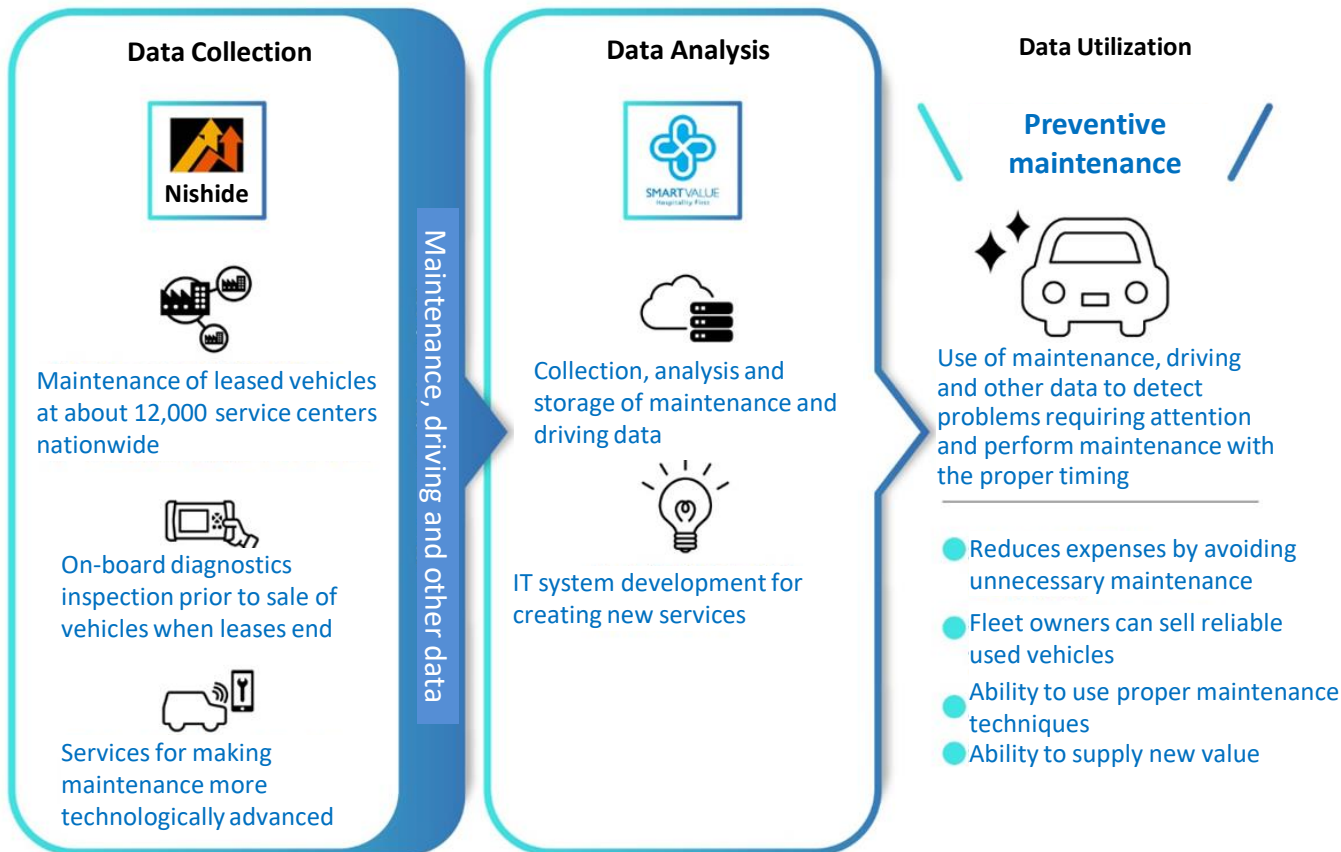 Data Collection
Nishide
Maintenance of leased vehicles
at about 12,000 service centers
nationwide
On-board diagnostics
inspection prior to sale of
vehicles when leases end
Services for making
maintenance more
technologically advanced
Maintenance, driving and other data
Data Analysis
SMARTVALUE
Hospitality First
Collection, analysis and
storage of maintenance and
driving data
IT system development for
creating new services
Data Utilization
Preventive
maintenance
Use of maintenance, driving
and other data to detect
problems requiring attention
and perform maintenance with
the proper timing
Reduces expenses by avoiding
unnecessary maintenance
Fleet owners can sell reliable
used vehicles
Ability to use proper maintenance
techniques
Ability to supply new value